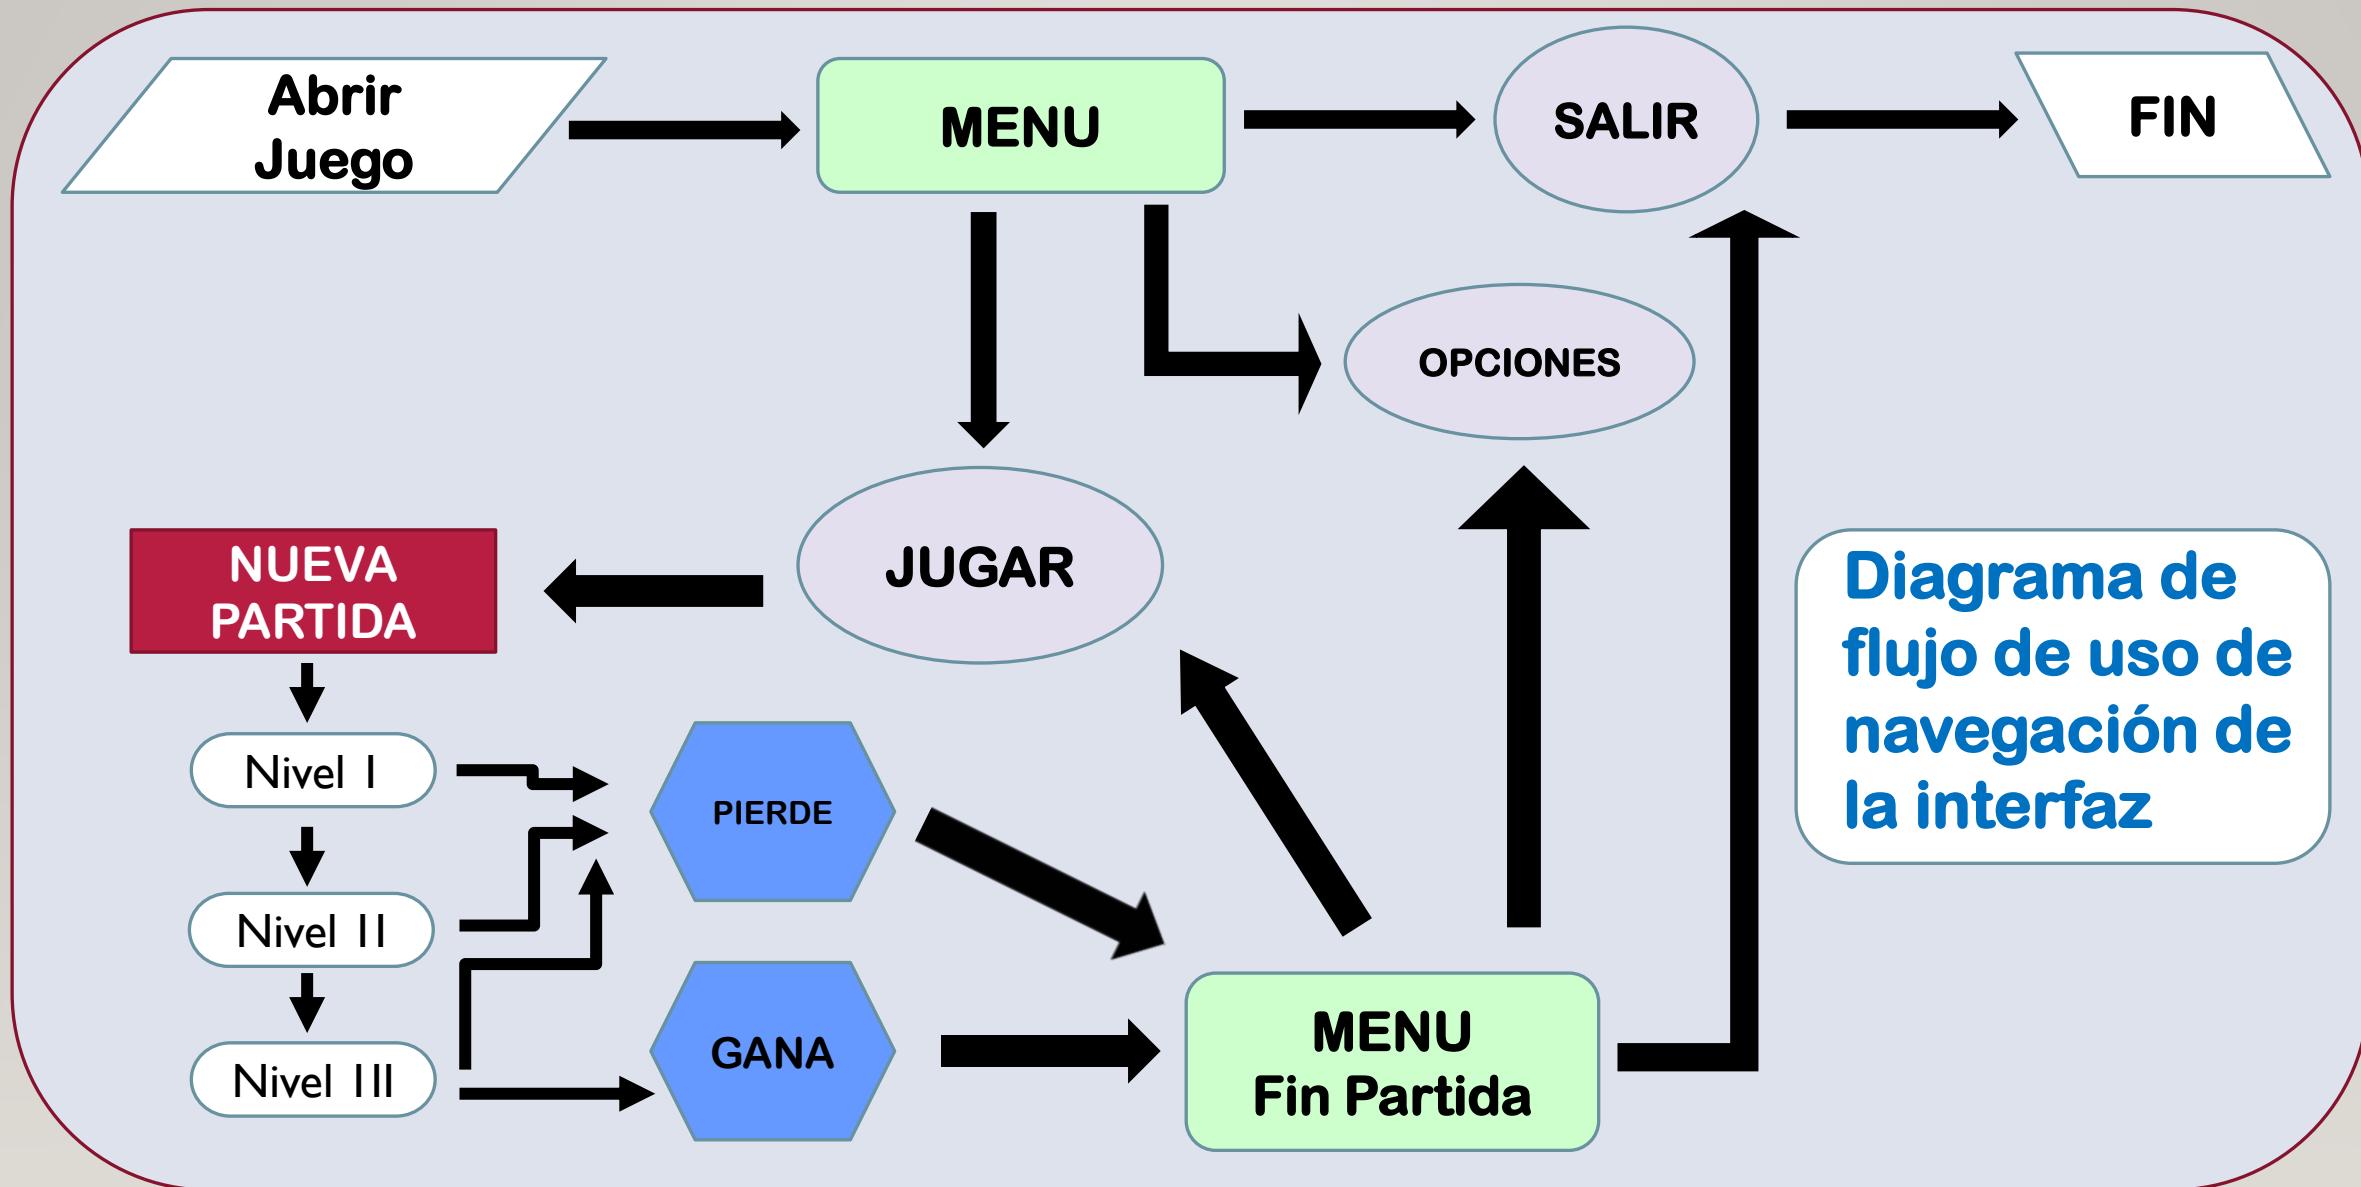 Abrir
Juego
MENU
SALIR
FIN
OPCIONES
JUGAR
NUEVA
PARTIDA
Nivel I
Nivel II
Nivel III
PIERDE
GANA
MENU
Fin Partida
Diagrama de
flujo de uso de
navegación de
la interfaz